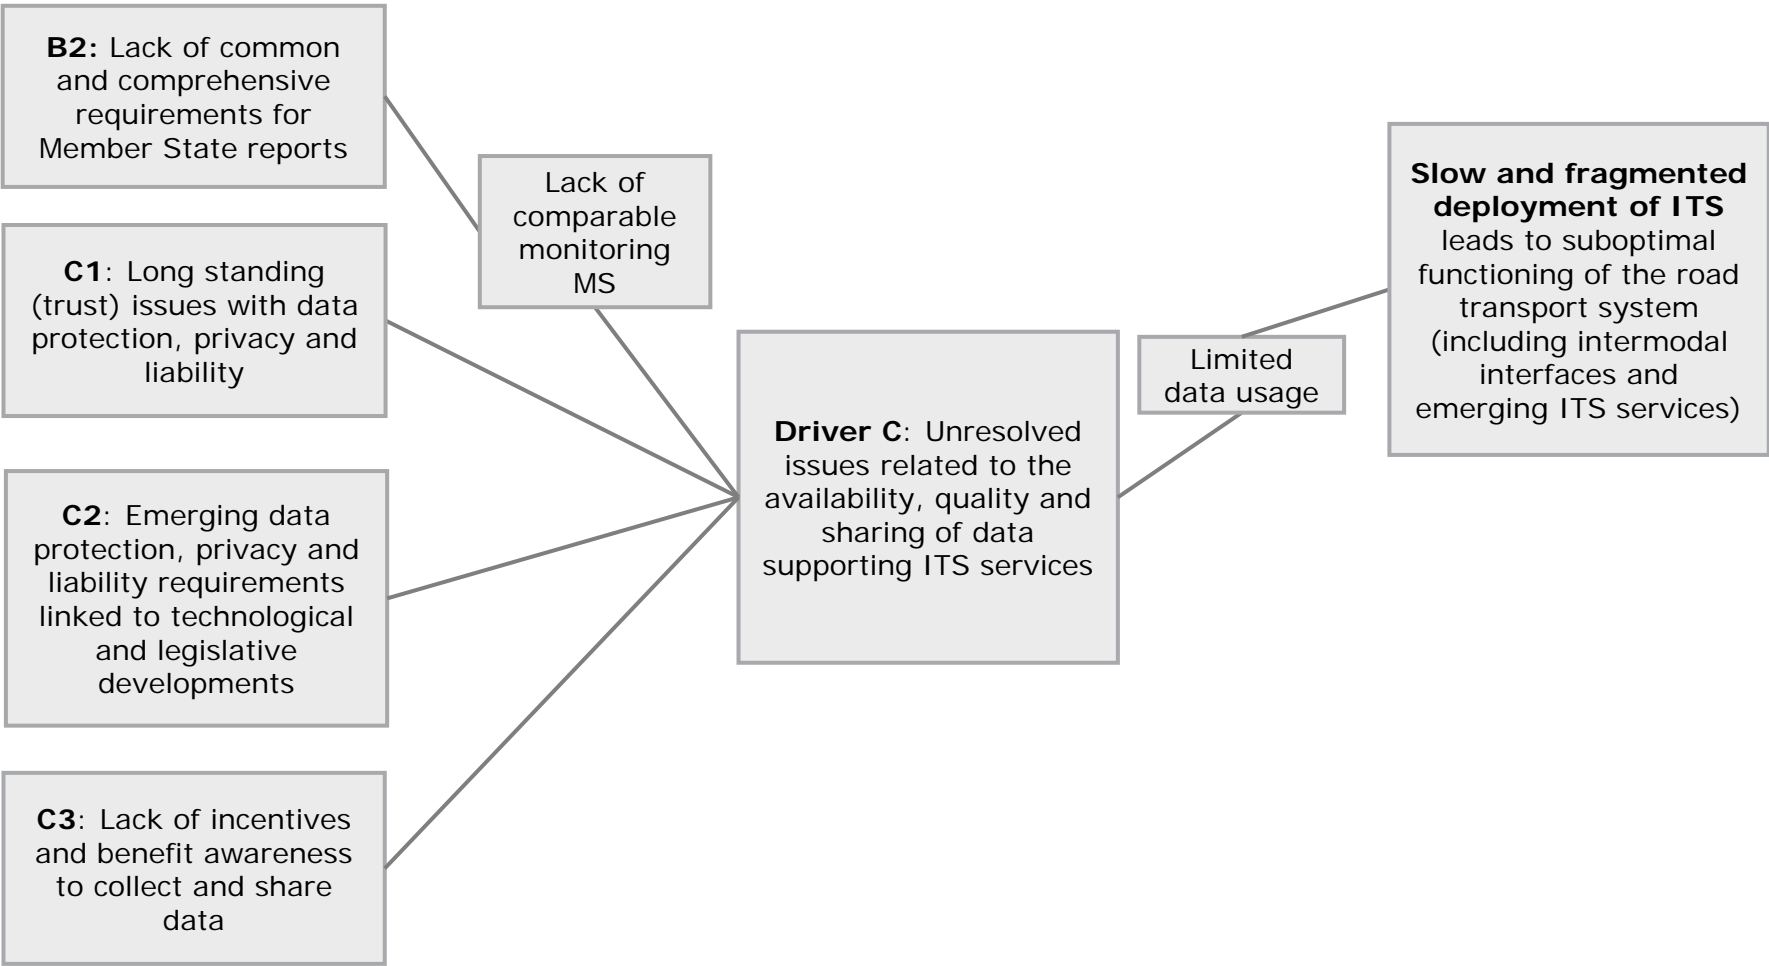 B2: Lack of common
and comprehensive
requirements for
Member State reports
Lack of
comparable
monitoring
MS
C1: Long standing
(trust) issues with data
protection, privacy and
liability
C2: Emerging data
protection, privacy and
liability requirements
linked to technological
and legislative
developments
C3: Lack of incentives
and benefit awareness
to collect and share
data
Driver C: Unresolved
issues related to the
availability, quality and
sharing of data
supporting ITS services
Limited
data usage
Slow and fragmented
deployment of ITS
leads to suboptimal
functioning of the road
transport system
(including intermodal
interfaces and
emerging ITS services)